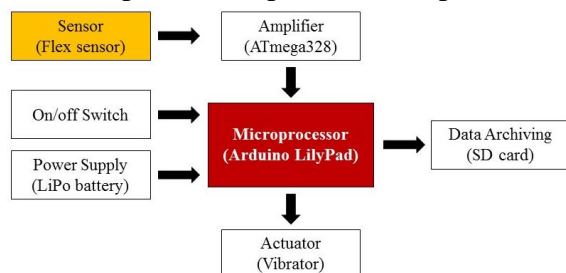 Sensor
(Flex sensor)
Amplifier
(ATmega328)
On/off Switch
Microprocessor
(Arduino LilyPad)
Data Archiving
(SD card)
Power Supply
(LiPo battery)
Actuator
(Vibrator)